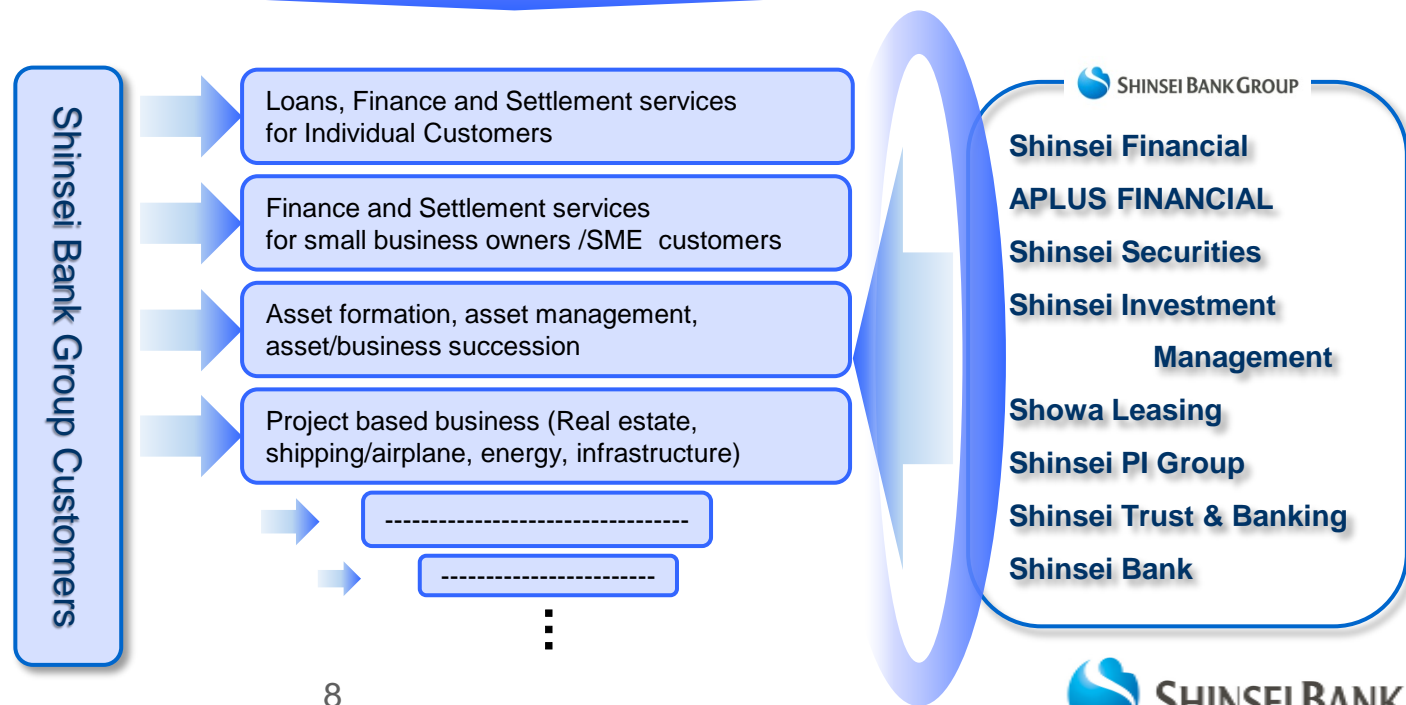 Shinsei Bank Group Customers
Loans, Finance and Settlement services
for Individual Customers
Finance and Settlement services
for small business owners /SME customers
Asset formation, asset management,
asset/business succession
Project based business (Real estate,
shipping/airplane, energy, infrastructure)
----------------------------------
------------------------
SHINSEI BANK GROUP
Shinsei Financial
APLUS FINANCIAL
Shinsei Securities
Shinsei Investment
Management
Showa Leasing
Shinsei PI Group
Shinsei Trust & Banking
Shinsei Bank
8
SHINSEI BANK